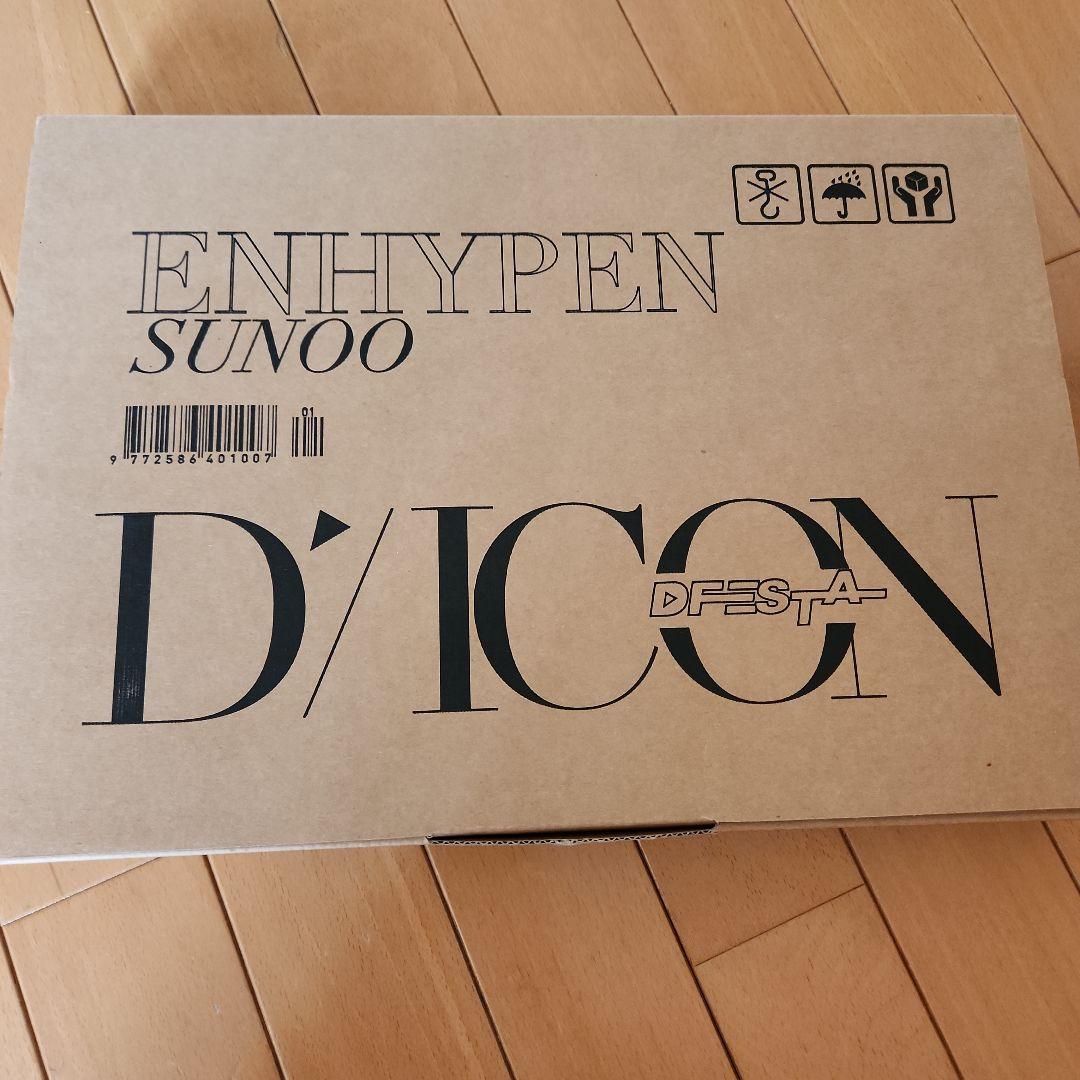 ENHYPEN
SUNOO
01
9 772586 401007
D'/ICON
DFESTA